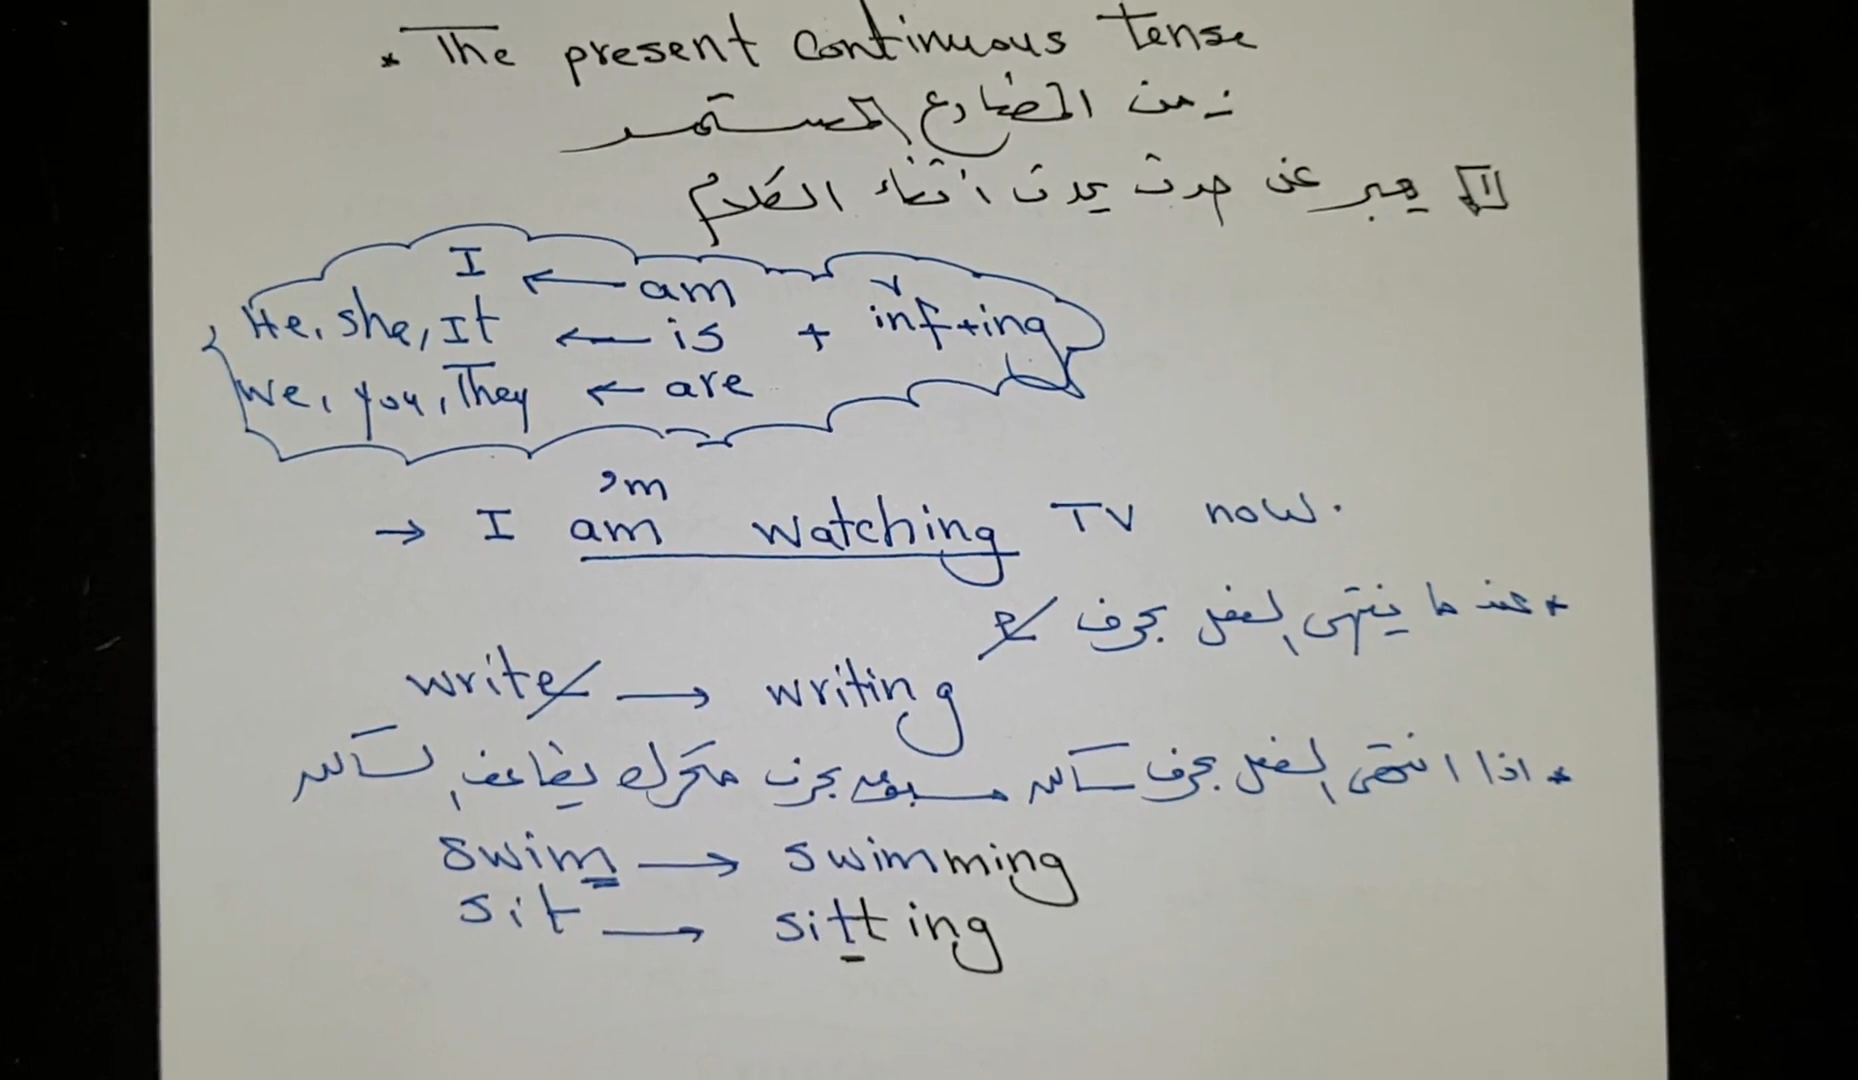 * The present continuous Tense
زمن المضارع المستمر
1 يعبر عن حدث يحدث أثناء الكلام
I ← am
He, she, It ← is + inf+ing
We, you, They ← are
'm
→ I am watching TV now.
* عندما ينتهى الفعل بحرف e
write → writing
* اذا انتهى الفعل بحرف ساكن مسبوق بحرف متحرك يضاعف الساكن
swim → swimming
sit → sitting